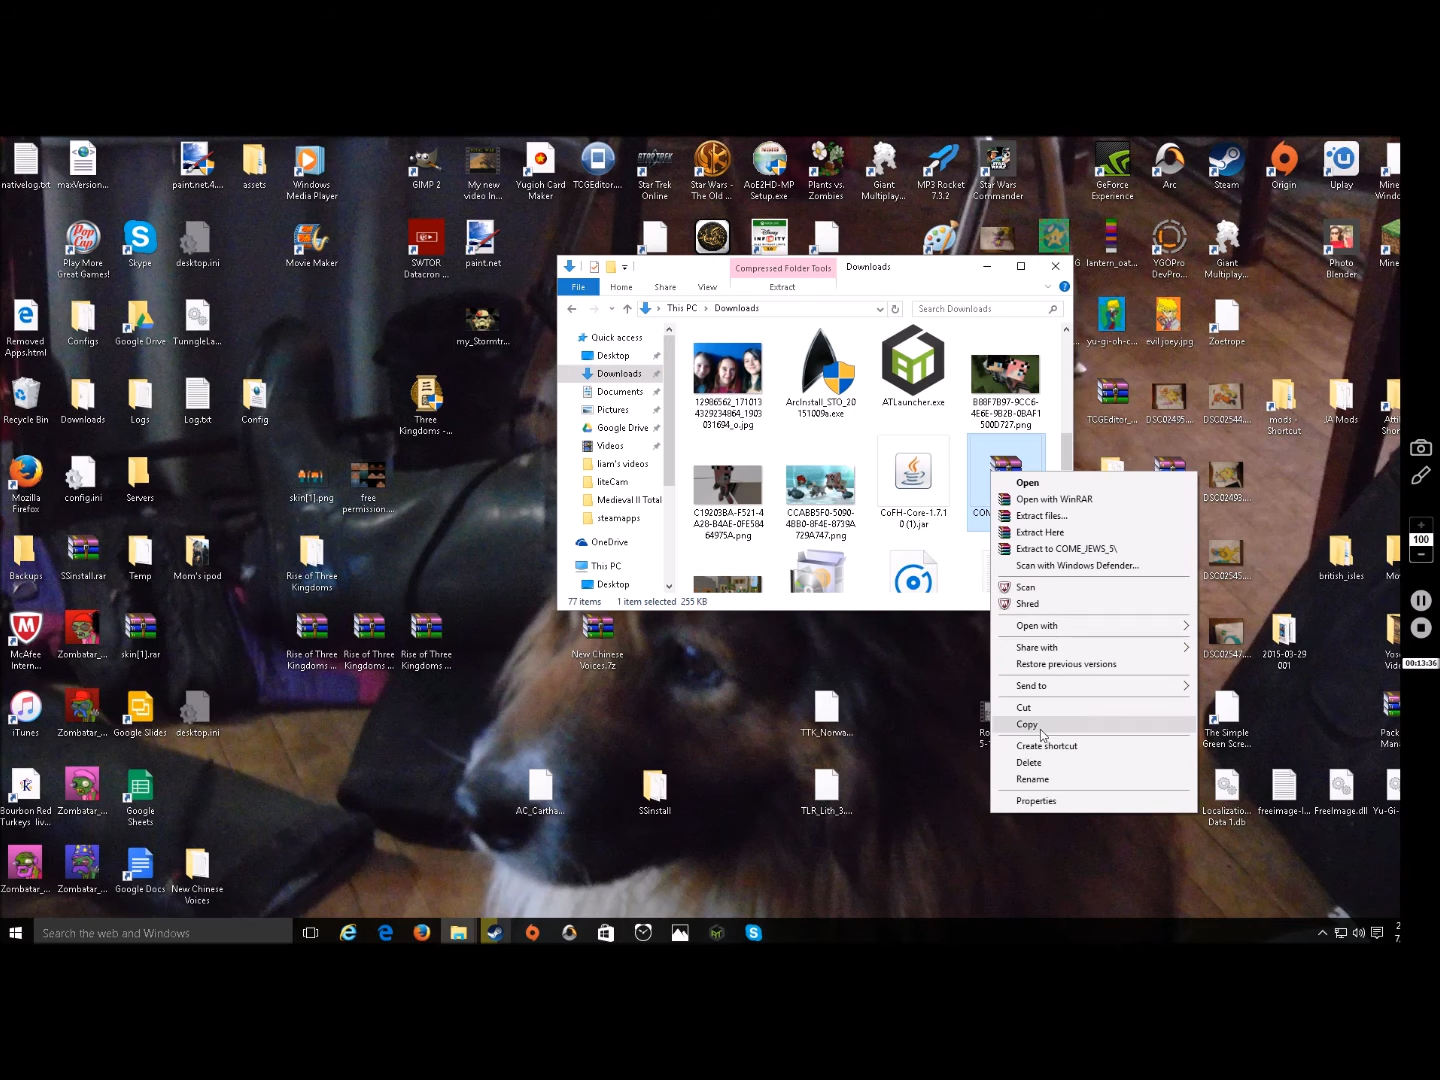 nativelog.txt
maxVersion...
paint.net.4....
assets
Windows
Media Player
GIMP 2
My new
video In...
Yugioh Card
Maker
TCGEditor....
Star Trek
Online
Star Wars -
The Old ...
AoE2HD-MP
Setup.exe
Plants vs.
Zombies
Giant
Multiplay...
MP3 Rocket
7.3.2
Star Wars
Commander
GeForce
Experience
Arc
Steam
Origin
Uplay
Mine
Window
Play More
Great Games!
Skype
desktop.ini
Movie Maker
SWTOR
Datacron ...
paint.net
lantern_oat...
YGOPro
DevPro...
Giant
Multiplay...
Photo
Blender
Mine
Compressed Folder Tools
Downloads
File
Home
Share
View
Extract
This PC
Downloads
Search Downloads
Removed
Apps.html
Configs
Google Drive
TunngleLa...
my_Stormtr...
yu-gi-oh-c...
evil joey.jpg
Zoetrope
Quick access
Desktop
Downloads
Documents
Pictures
Google Drive
Videos
liam's videos
liteCam
Medieval II Total
steamapps
OneDrive
This PC
Desktop
12986562_171013
4329234864_1903
031694_o.jpg
ArcInstall_STO_20
151009a.exe
ATLauncher.exe
B88F7B97-9CC6-
4E6E-9B2B-0BAF1
500D727.png
C19203BA-F521-4
A28-B4AE-0FE584
64975A.png
CCABB5F0-5090-
4BB0-8F4E-8739A
729A747.png
CoFH-Core-1.7.1
0 (1).jar
77 items
1 item selected
255 KB
Open
Open with WinRAR
Extract files...
Extract Here
Extract to COME_JEWS_5\
Scan with Windows Defender...
Scan
Shred
Open with
Share with
Restore previous versions
Send to
Cut
Copy
Create shortcut
Delete
Rename
Properties
Recycle Bin
Downloads
Logs
Log.txt
Config
Three
Kingdoms -...
TCGEditor_...
DSC02495....
DSC02544....
mods -
Shortcut
JA Mods
Mozilla
Firefox
config.ini
Servers
skin[1].png
free
permission....
DSC02493....
Backups
SSinstall.rar
Temp
Mom's ipod
Rise of Three
Kingdoms
DSC02545....
british_isles
McAfee
Intern...
Zombatar_...
skin[1].rar
Rise of Three
Kingdoms ...
Rise of Three
Kingdoms ...
Rise of Three
Kingdoms ...
New Chinese
Voices.7z
DSC02547....
2015-03-29
001
iTunes
Zombatar_...
Google Slides
desktop.ini
TTK_Norwa...
The Simple
Green Scre...
Pack
Bourbon Red
Turkeys liv...
Zombatar_...
Google
Sheets
AC_Cartha...
SSinstall
TLR_Lith_3....
Localizatio...
Data 1.db
freeimage-l...
FreeImage.dll
Yu-Gi-
Zombatar_...
Zombatar_...
Google Docs
New Chinese
Voices
Search the web and Windows
100
00:13:36